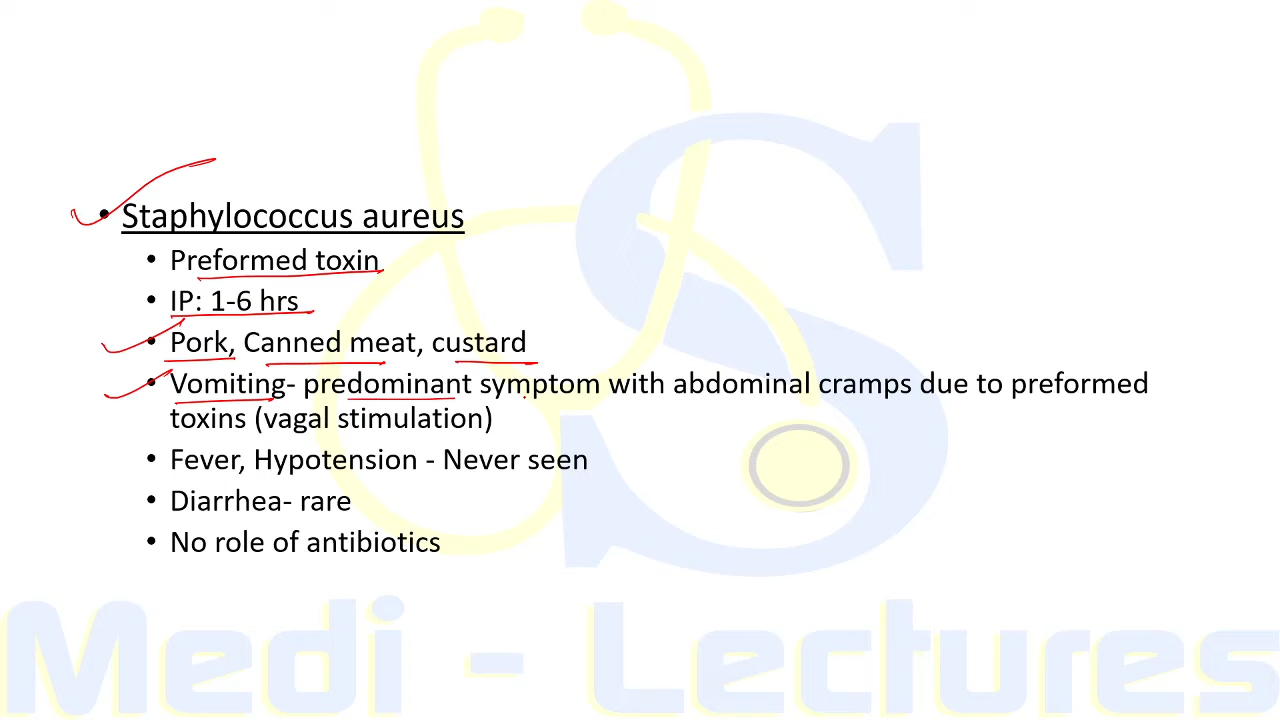 • Staphylococcus aureus
• Preformed toxin
• IP: 1-6 hrs
• Pork, Canned meat, custard
• Vomiting- predominant symptom with abdominal cramps due to preformed
toxins (vagal stimulation)
• Fever, Hypotension - Never seen
• Diarrhea- rare
• No role of antibiotics
S
Medi - Lectures